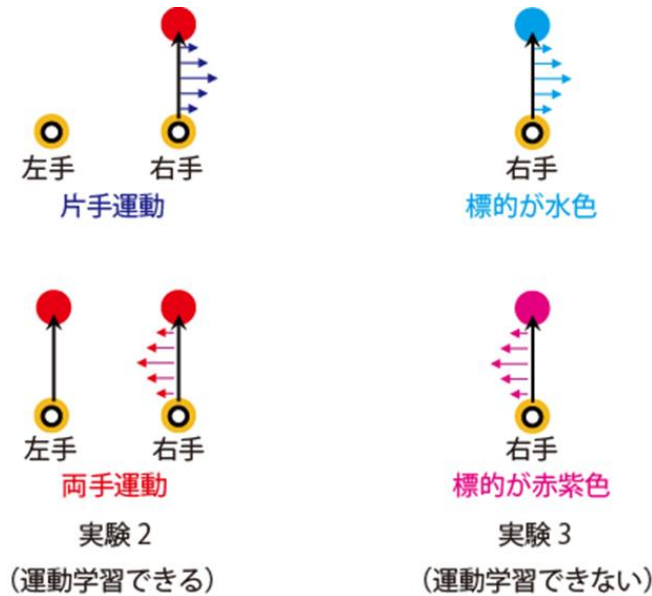 左手 右手
片手運動
右手
標的が水色
左手 右手
両手運動
右手
標的が赤紫色
実験 2
(運動学習できる)
実験 3
(運動学習できない)